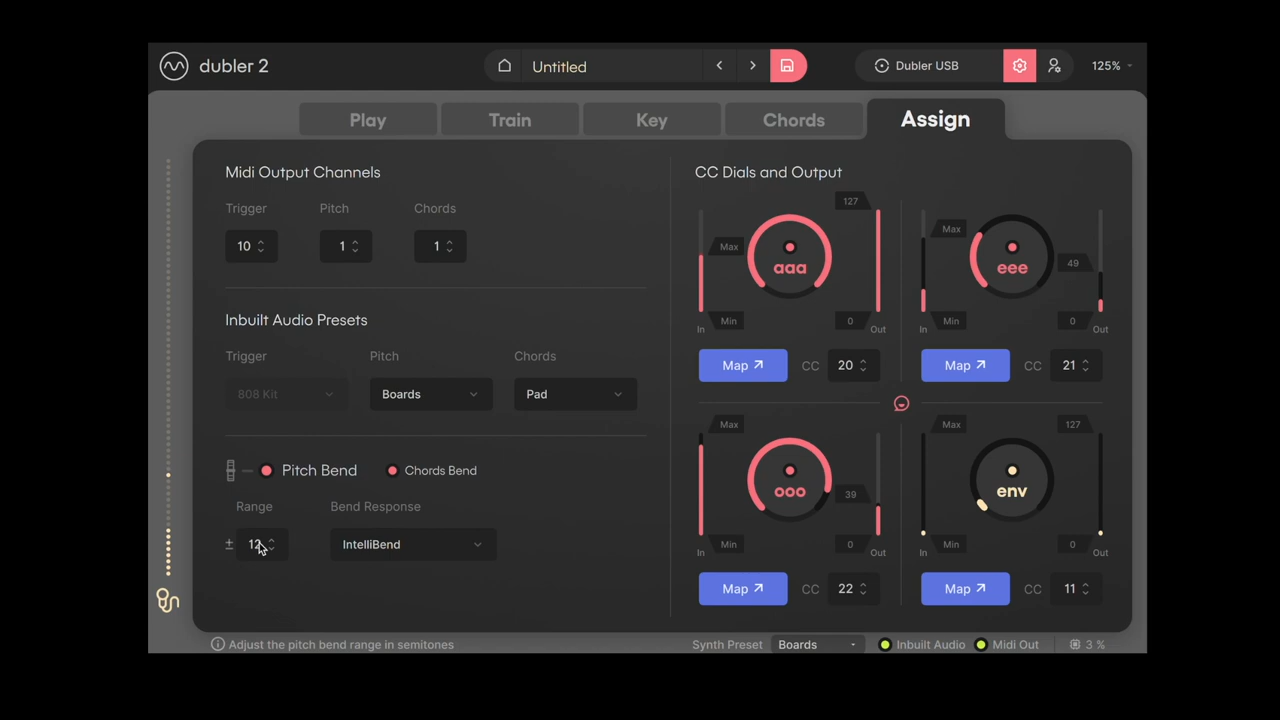 dubler 2
Untitled
Dubler USB
125%
Play
Train
Key
Chords
Assign
Midi Output Channels
Trigger
Pitch
Chords
10
1
1
Inbuilt Audio Presets
Trigger
Pitch
Chords
808 Kit
Boards
Pad
Pitch Bend
Chords Bend
Range
Bend Response
± 12
IntelliBend
CC Dials and Output
127
Max
aaa
Min
0
In
Out
Map
CC
20
Max
eee
49
Min
0
In
Out
Map
CC
21
Max
ooo
39
Min
0
In
Out
Map
CC
22
Max
127
env
Min
0
In
Out
Map
CC
11
Adjust the pitch bend range in semitones
Synth Preset
Boards
Inbuilt Audio
Midi Out
3 %